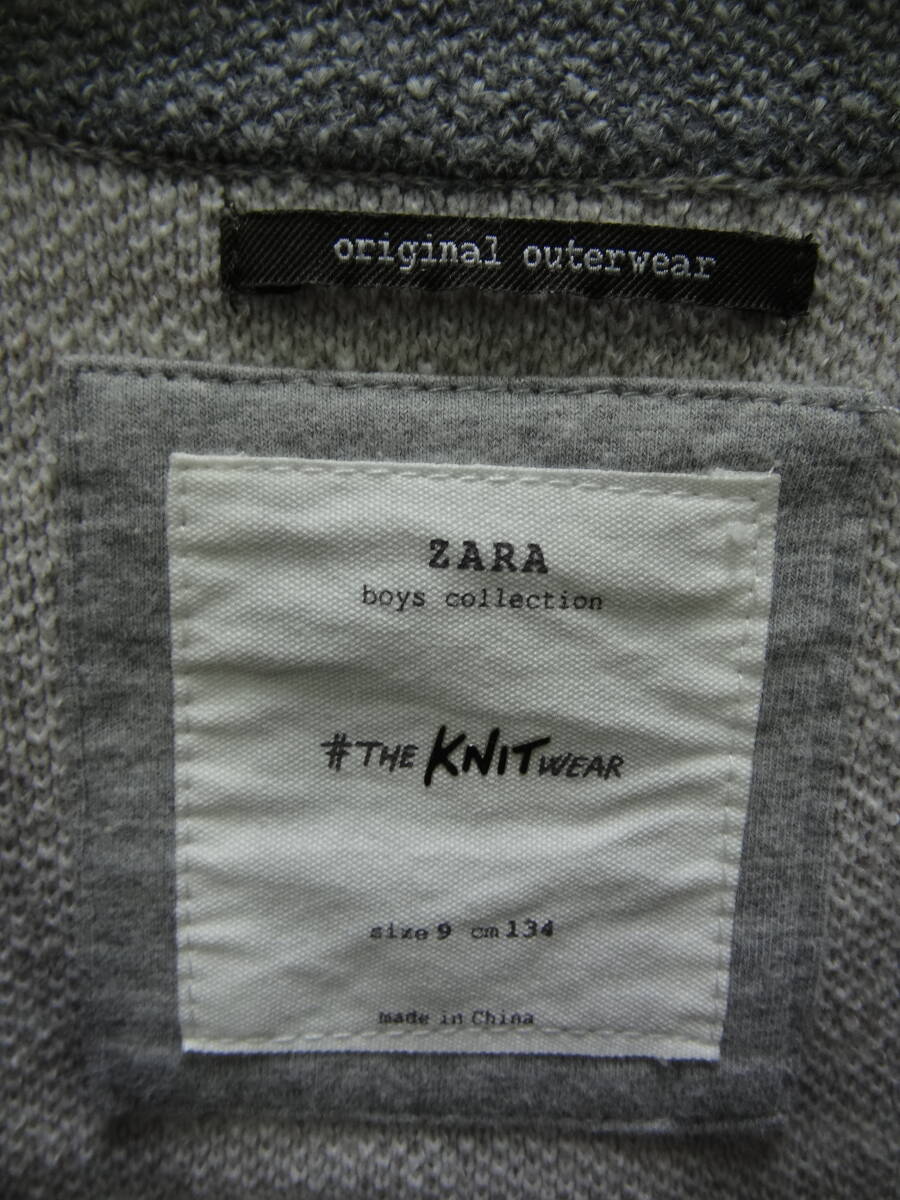 original outerwear
ZARA
boys collection
#THE KNITWEAR
size 9 cm 134
made in China